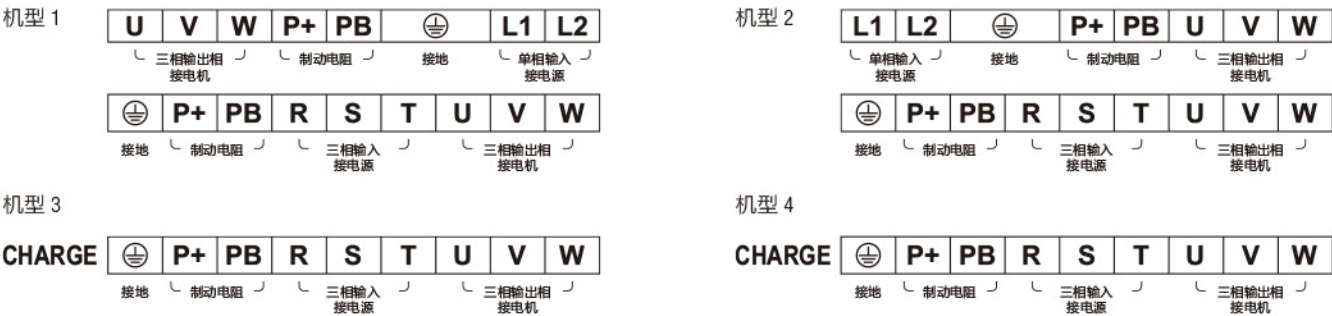 机型 1
U V W P+ PB L1 L2
三相输出相 制动电阻 接地 单相输入
接电机 接电源
P+ PB R S T U V W
接地 制动电阻 三相输入 三相输出相
接电源 接电机
机型 2
L1 L2 P+ PB U V W
单相输入 接地 制动电阻 三相输出相
接电源 接电机
P+ PB R S T U V W
接地 制动电阻 三相输入 三相输出相
接电源 接电机
机型 3
CHARGE P+ PB R S T U V W
接地 制动电阻 三相输入 三相输出相
接电源 接电机
机型 4
CHARGE P+ PB R S T U V W
接地 制动电阻 三相输入 三相输出相
接电源 接电机